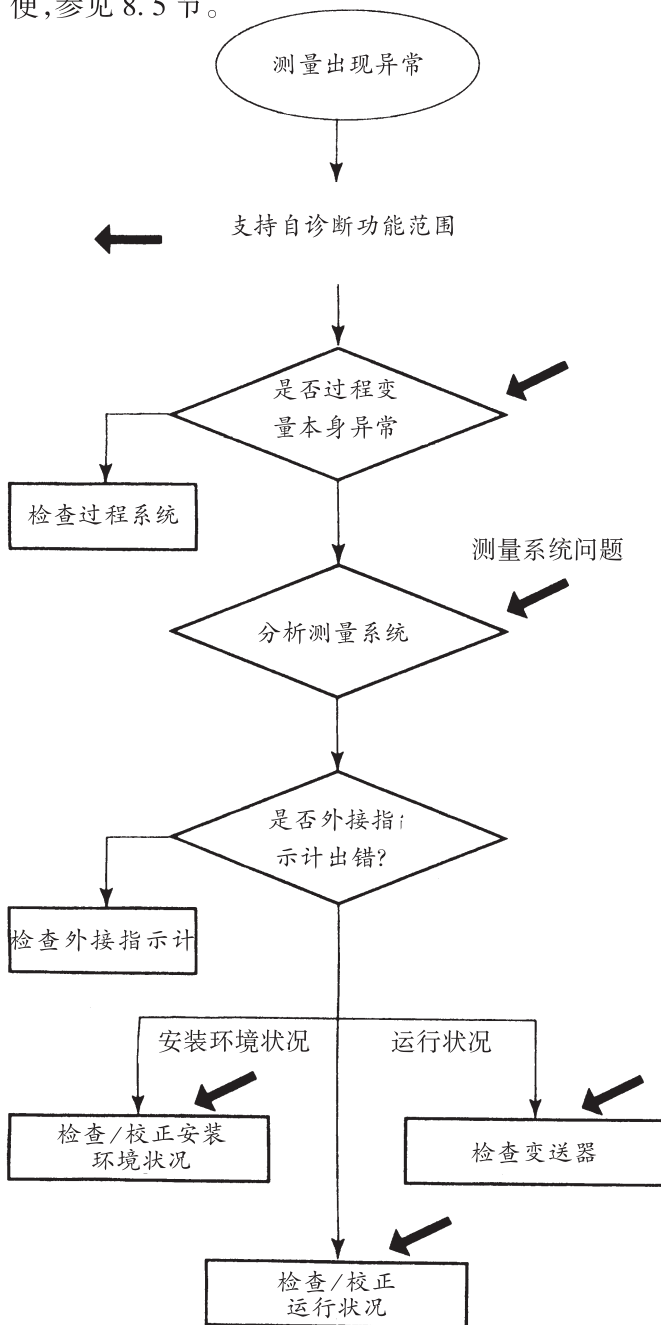 便,参见8.5节。
测量出现异常
支持自诊断功能范围
是否过程变
量本身异常
检查过程系统
测量系统问题
分析测量系统
是否外接指
示计出错?
检查外接指示计
安装环境状况
运行状况
检查/校正安装
环境状况
检查变送器
检查/校正
运行状况